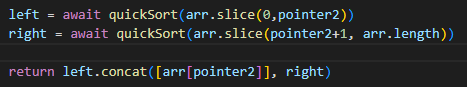 left = await quickSort(arr.slice(0,pointer2))
right = await quickSort(arr.slice(pointer2+1, arr.length))
return left.concat([arr[pointer2]], right)